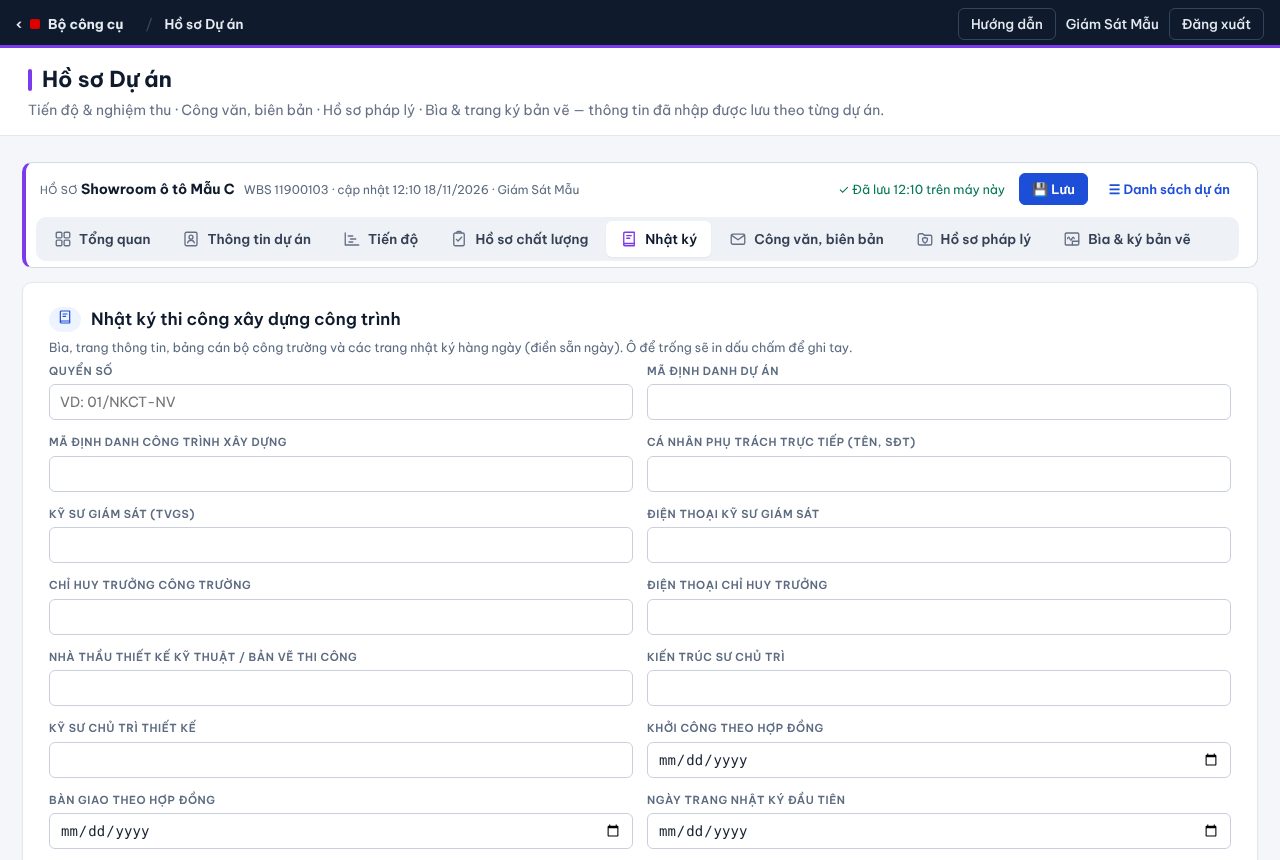 ‹ Bộ công cụ / Hồ sơ Dự án Hướng dẫn Giám Sát Mẫu Đăng xuất
Hồ sơ Dự án
Tiến độ & nghiệm thu · Công văn, biên bản · Hồ sơ pháp lý · Bìa & trang ký bản vẽ — thông tin đã nhập được lưu theo từng dự án.
HỒ SƠ Showroom ô tô Mẫu C WBS 11900103 · cập nhật 12:10 18/11/2026 · Giám Sát Mẫu ✓ Đã lưu 12:10 trên máy này 💾 Lưu ☰ Danh sách dự án
Tổng quan Thông tin dự án Tiến độ Hồ sơ chất lượng Nhật ký Công văn, biên bản Hồ sơ pháp lý Bìa & ký bản vẽ
Nhật ký thi công xây dựng công trình
Bìa, trang thông tin, bảng cán bộ công trường và các trang nhật ký hàng ngày (điền sẵn ngày). Ô để trống sẽ in dấu chấm để ghi tay.
QUYỂN SỐ MÃ ĐỊNH DANH DỰ ÁN
VD: 01/NKCT-NV
MÃ ĐỊNH DANH CÔNG TRÌNH XÂY DỰNG CÁ NHÂN PHỤ TRÁCH TRỰC TIẾP (TÊN, SĐT)
KỸ SƯ GIÁM SÁT (TVGS) ĐIỆN THOẠI KỸ SƯ GIÁM SÁT
CHỈ HUY TRƯỞNG CÔNG TRƯỜNG ĐIỆN THOẠI CHỈ HUY TRƯỞNG
NHÀ THẦU THIẾT KẾ KỸ THUẬT / BẢN VẼ THI CÔNG KIẾN TRÚC SƯ CHỦ TRÌ
KỸ SƯ CHỦ TRÌ THIẾT KẾ KHỞI CÔNG THEO HỢP ĐỒNG
mm/dd/yyyy
BÀN GIAO THEO HỢP ĐỒNG NGÀY TRANG NHẬT KÝ ĐẦU TIÊN
mm/dd/yyyy mm/dd/yyyy